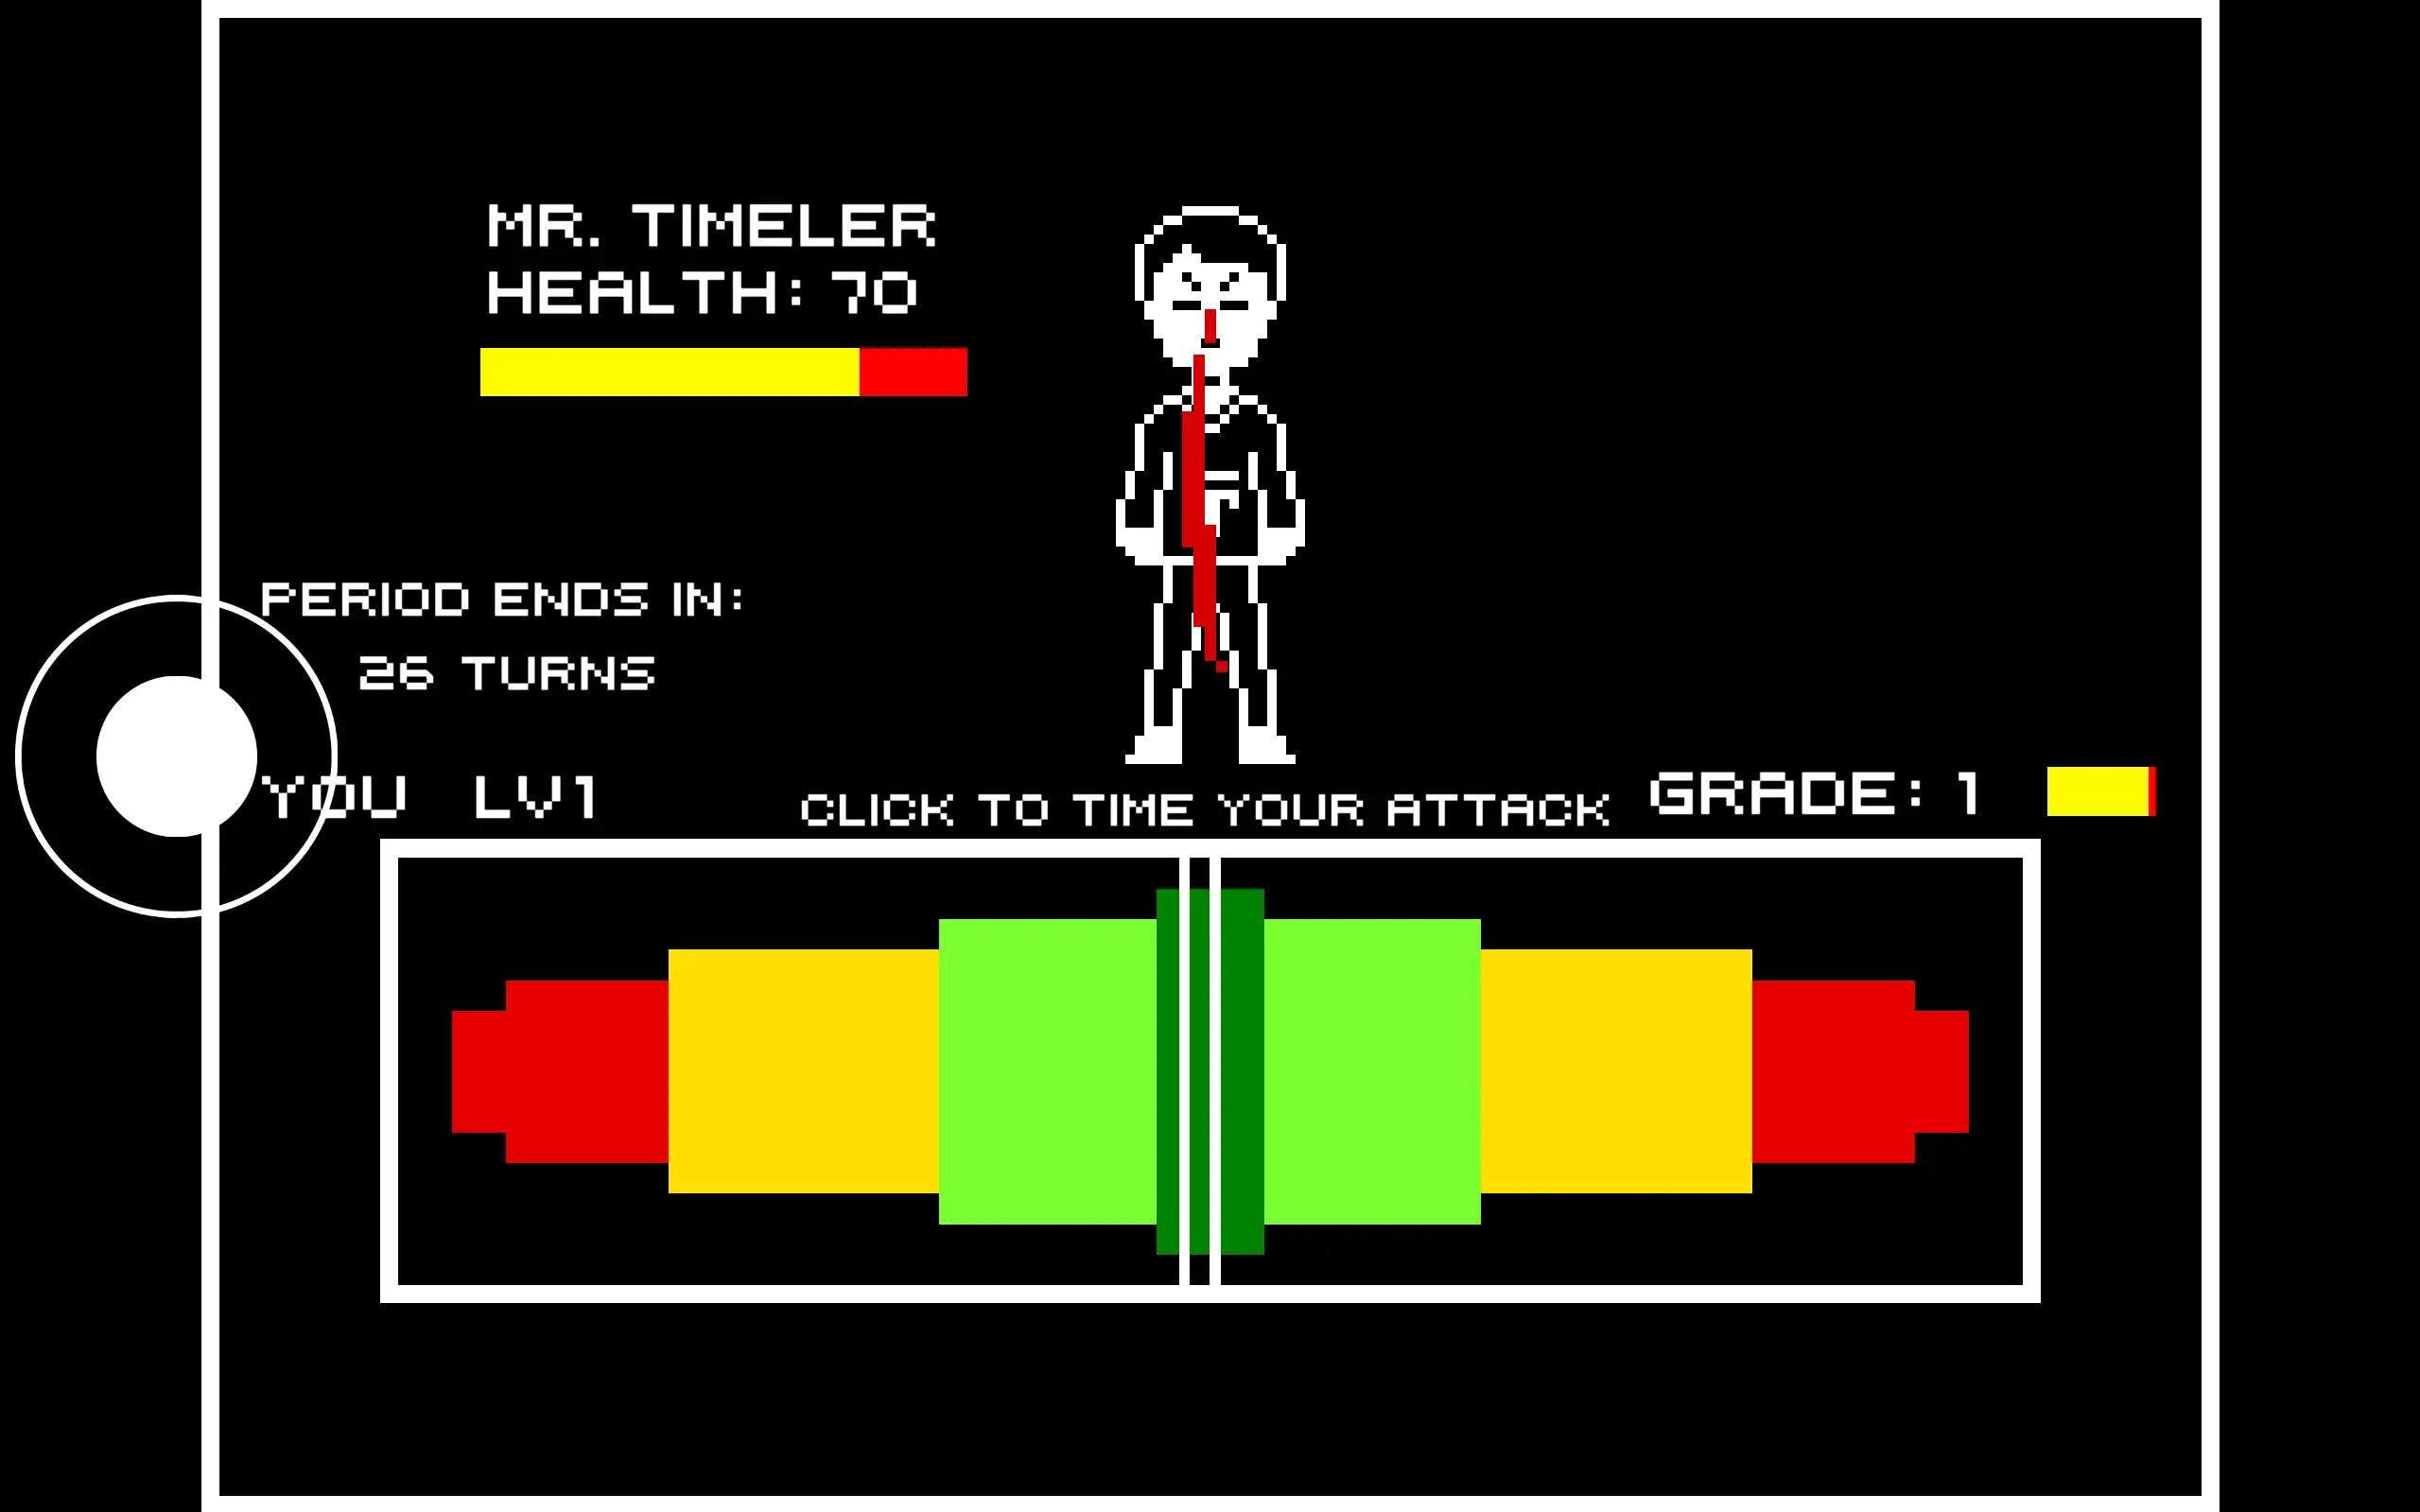 MR. TIMELER
HEALTH: 70
PERIOD ENDS IN:
26 TURNS
YOU LV1
CLICK TO TIME YOUR ATTACK
GRADE: 1